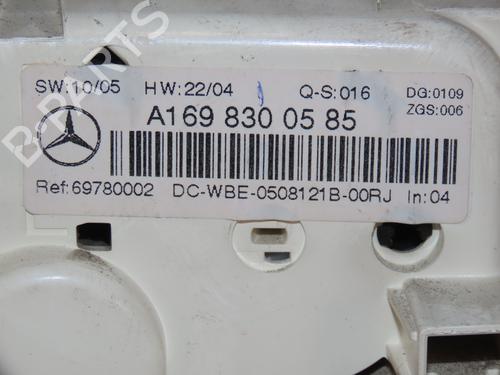 SW:10/05 HW:22/04 Q-S:016 DG:0109
ZGS:006
A169 830 05 85
Ref:69780002 DC-WBE-0508121B-00RJ In:04
B-PARTS